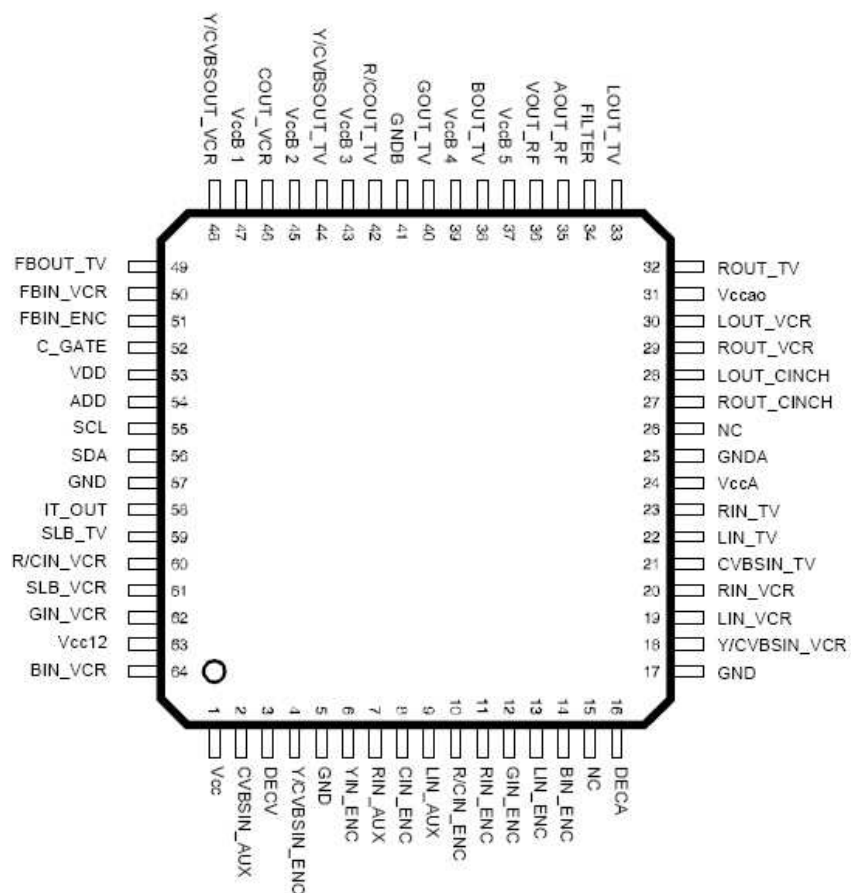 Y/CVBSOUT_VCR
VccB 1
COUT_VCR
VccB 2
Y/CVBSOUT_TV
VccB 3
R/COUT_TV
GNDB
GOUT_TV
VccB 4
BOUT_TV
VccB 5
VOUT_RF
AOUT_RF
FILTER
LOUT_TV
48
47
46
45
44
43
42
41
40
39
38
37
36
35
34
33
FBOUT_TV 49
FBIN_VCR 50
FBIN_ENC 51
C_GATE 52
VDD 53
ADD 54
SCL 55
SDA 56
GND 57
IT_OUT 58
SLB_TV 59
R/CIN_VCR 60
SLB_VCR 61
GIN_VCR 62
Vcc12 63
BIN_VCR 64
32 ROUT_TV
31 Vccao
30 LOUT_VCR
29 ROUT_VCR
28 LOUT_CINCH
27 ROUT_CINCH
26 NC
25 GNDA
24 VccA
23 RIN_TV
22 LIN_TV
21 CVBSIN_TV
20 RIN_VCR
19 LIN_VCR
18 Y/CVBSIN_VCR
17 GND
1
2
3
4
5
6
7
8
9
10
11
12
13
14
15
16
Vcc
CVBSIN_AUX
DECV
Y/CVBSIN_ENC
GND
YIN_ENC
RIN_AUX
CIN_ENC
LIN_AUX
R/CIN_ENC
RIN_ENC
GIN_ENC
LIN_ENC
BIN_ENC
NC
DECA